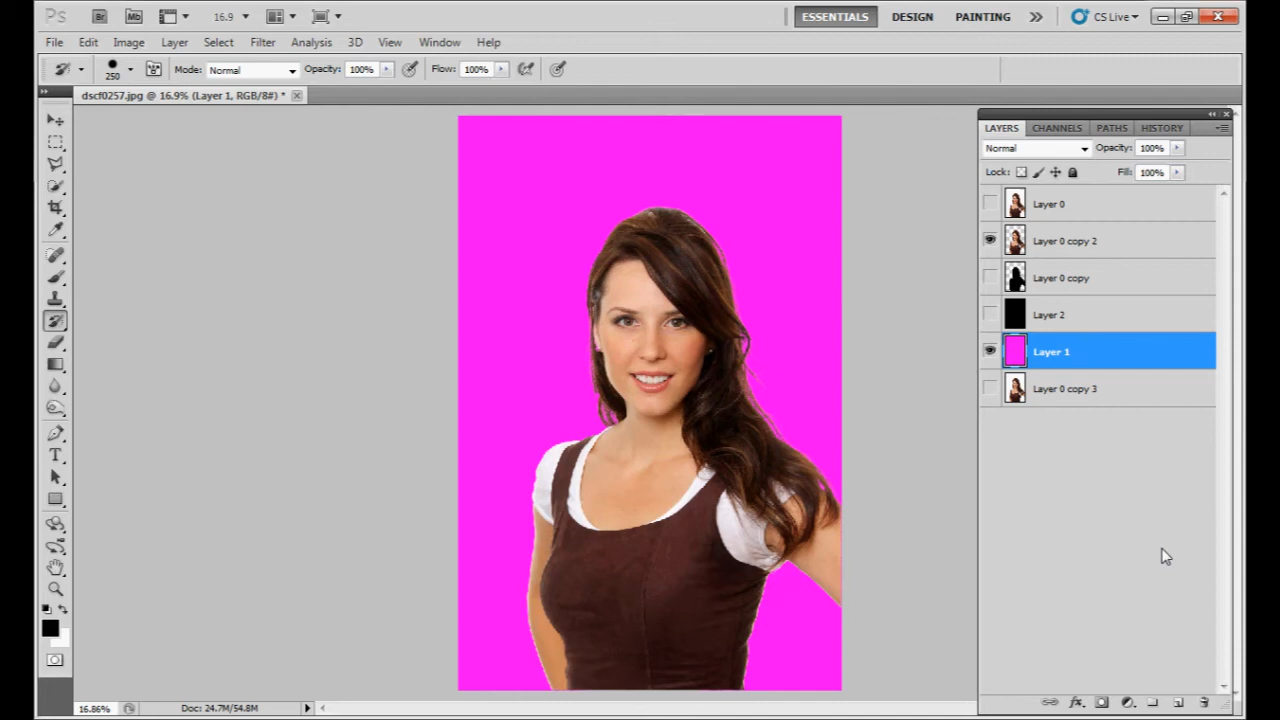 Ps Br Mb 16.9 ESSENTIALS DESIGN PAINTING CS Live
File Edit Image Layer Select Filter Analysis 3D View Window Help
250 Mode: Normal Opacity: 100% Flow: 100%
dscf0257.jpg @ 16.9% (Layer 1, RGB/8#) *
LAYERS CHANNELS PATHS HISTORY
Normal Opacity: 100%
Lock: Fill: 100%
Layer 0
Layer 0 copy 2
Layer 0 copy
Layer 2
Layer 1
Layer 0 copy 3
T
fx
16.86% Doc: 24.7M/54.8M